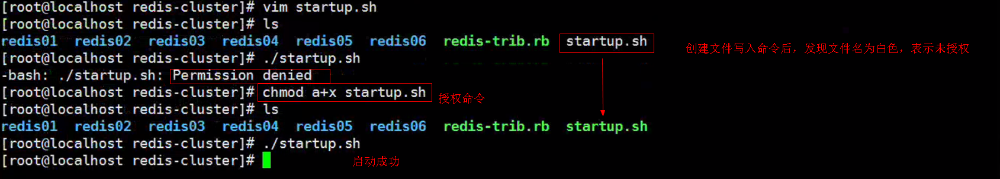 [root@localhost redis-cluster]# vim startup.sh
[root@localhost redis-cluster]# ls
redis01 redis02 redis03 redis04 redis05 redis06 redis-trib.rb startup.sh 创建文件写入命令后，发现文件名为白色，表示未授权
[root@localhost redis-cluster]# ./startup.sh
-bash: ./startup.sh: Permission denied
[root@localhost redis-cluster]# chmod a+x startup.sh 授权命令
[root@localhost redis-cluster]# ls
redis01 redis02 redis03 redis04 redis05 redis06 redis-trib.rb startup.sh
[root@localhost redis-cluster]# ./startup.sh
[root@localhost redis-cluster]# 启动成功